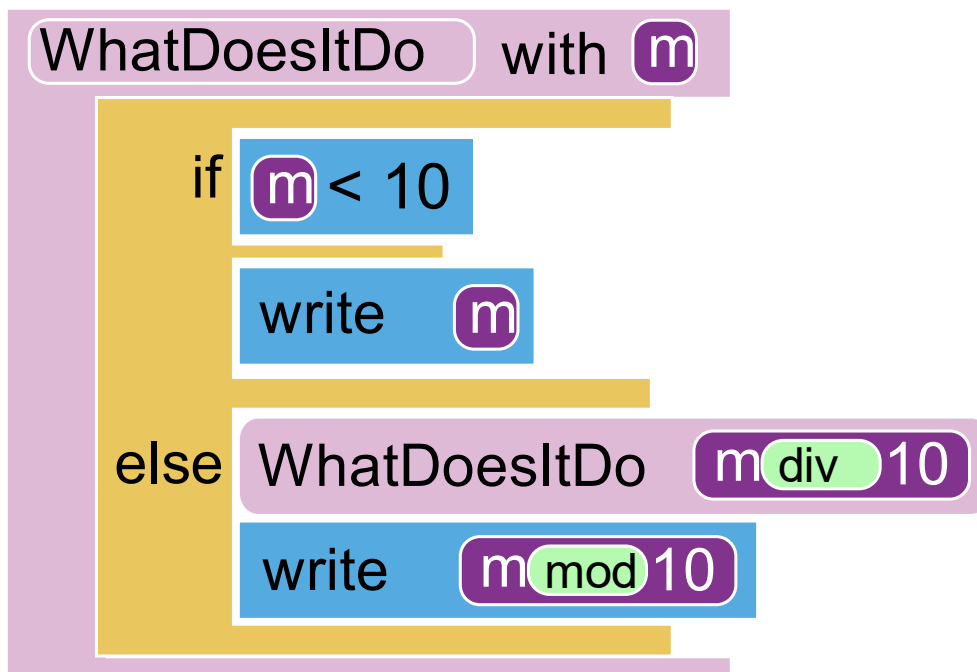 WhatDoesItDo with m
if m < 10
write m
else WhatDoesItDo m div 10
write m mod 10